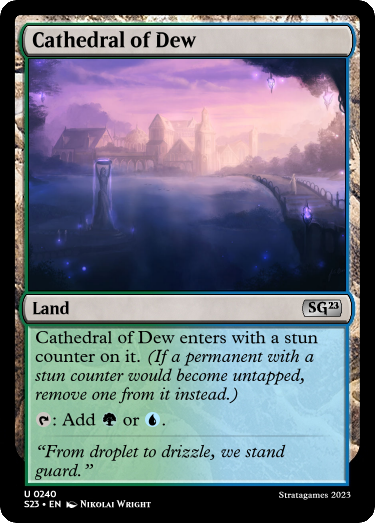 Cathedral of Dew
Land
SG23
Cathedral of Dew enters with a stun
counter on it. (If a permanent with a
stun counter would become untapped,
remove one from it instead.)
: Add or .
“From droplet to drizzle, we stand
guard.”
U 0240
S23 • EN Nikolai Wright
Stratagames 2023